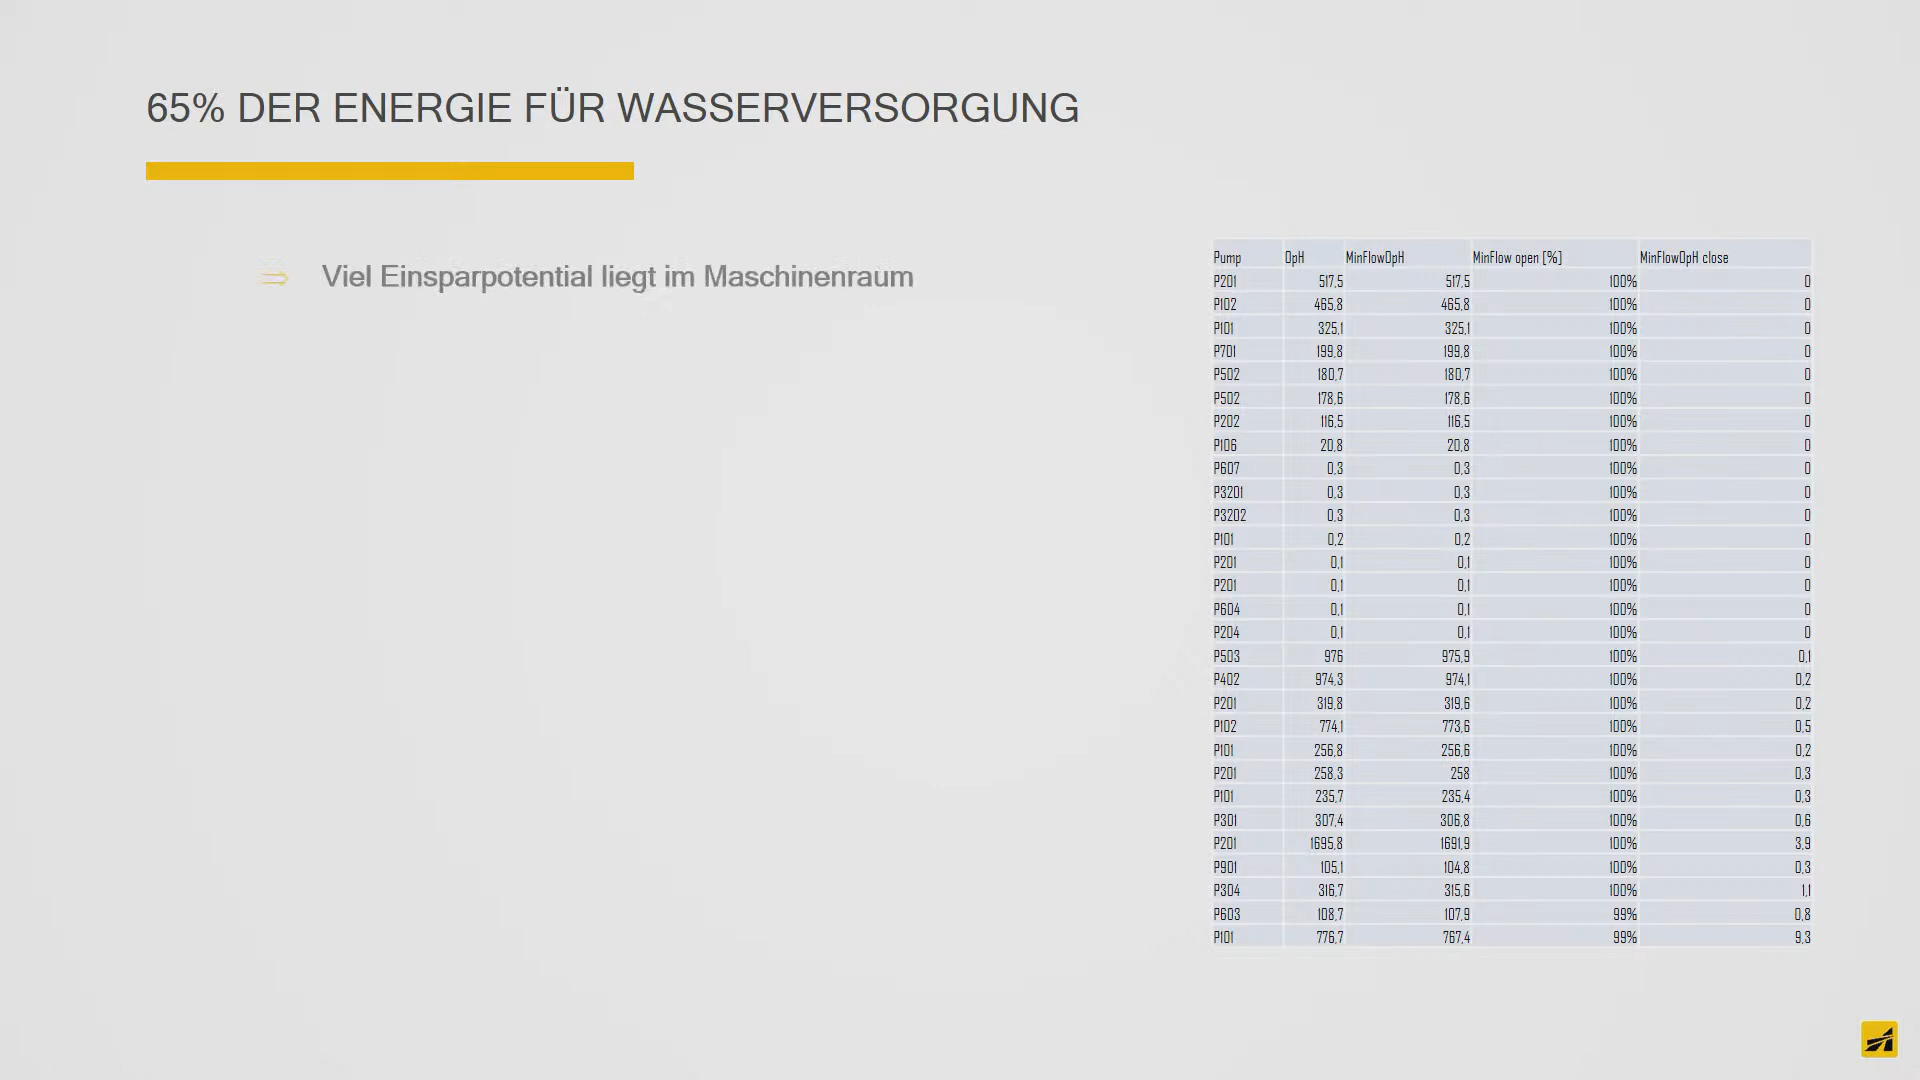 65% DER ENERGIE FÜR WASSERVERSORGUNG
⇒ Viel Einsparpotential liegt im Maschinenraum
Pump OpH MinFlowOpH MinFlow open [%] MinFlowOpH close
P201 517,5 517,5 100% 0
P102 465,8 465,8 100% 0
P101 325,1 325,1 100% 0
P701 199,8 199,8 100% 0
P502 180,7 180,7 100% 0
P502 178,6 178,6 100% 0
P202 116,5 116,5 100% 0
P106 20,8 20,8 100% 0
P607 0,3 0,3 100% 0
P3201 0,3 0,3 100% 0
P3202 0,3 0,3 100% 0
P101 0,2 0,2 100% 0
P201 0,1 0,1 100% 0
P201 0,1 0,1 100% 0
P604 0,1 0,1 100% 0
P204 0,1 0,1 100% 0
P503 976 975,9 100% 0,1
P402 974,3 974,1 100% 0,2
P201 319,8 319,6 100% 0,2
P102 774,1 773,6 100% 0,5
P101 256,8 256,6 100% 0,2
P201 258,3 258 100% 0,3
P101 235,7 235,4 100% 0,3
P301 307,4 306,8 100% 0,6
P201 1695,8 1691,9 100% 3,9
P901 105,1 104,8 100% 0,3
P304 316,7 315,6 100% 1,1
P603 108,7 107,9 99% 0,8
P101 776,7 767,4 99% 9,3